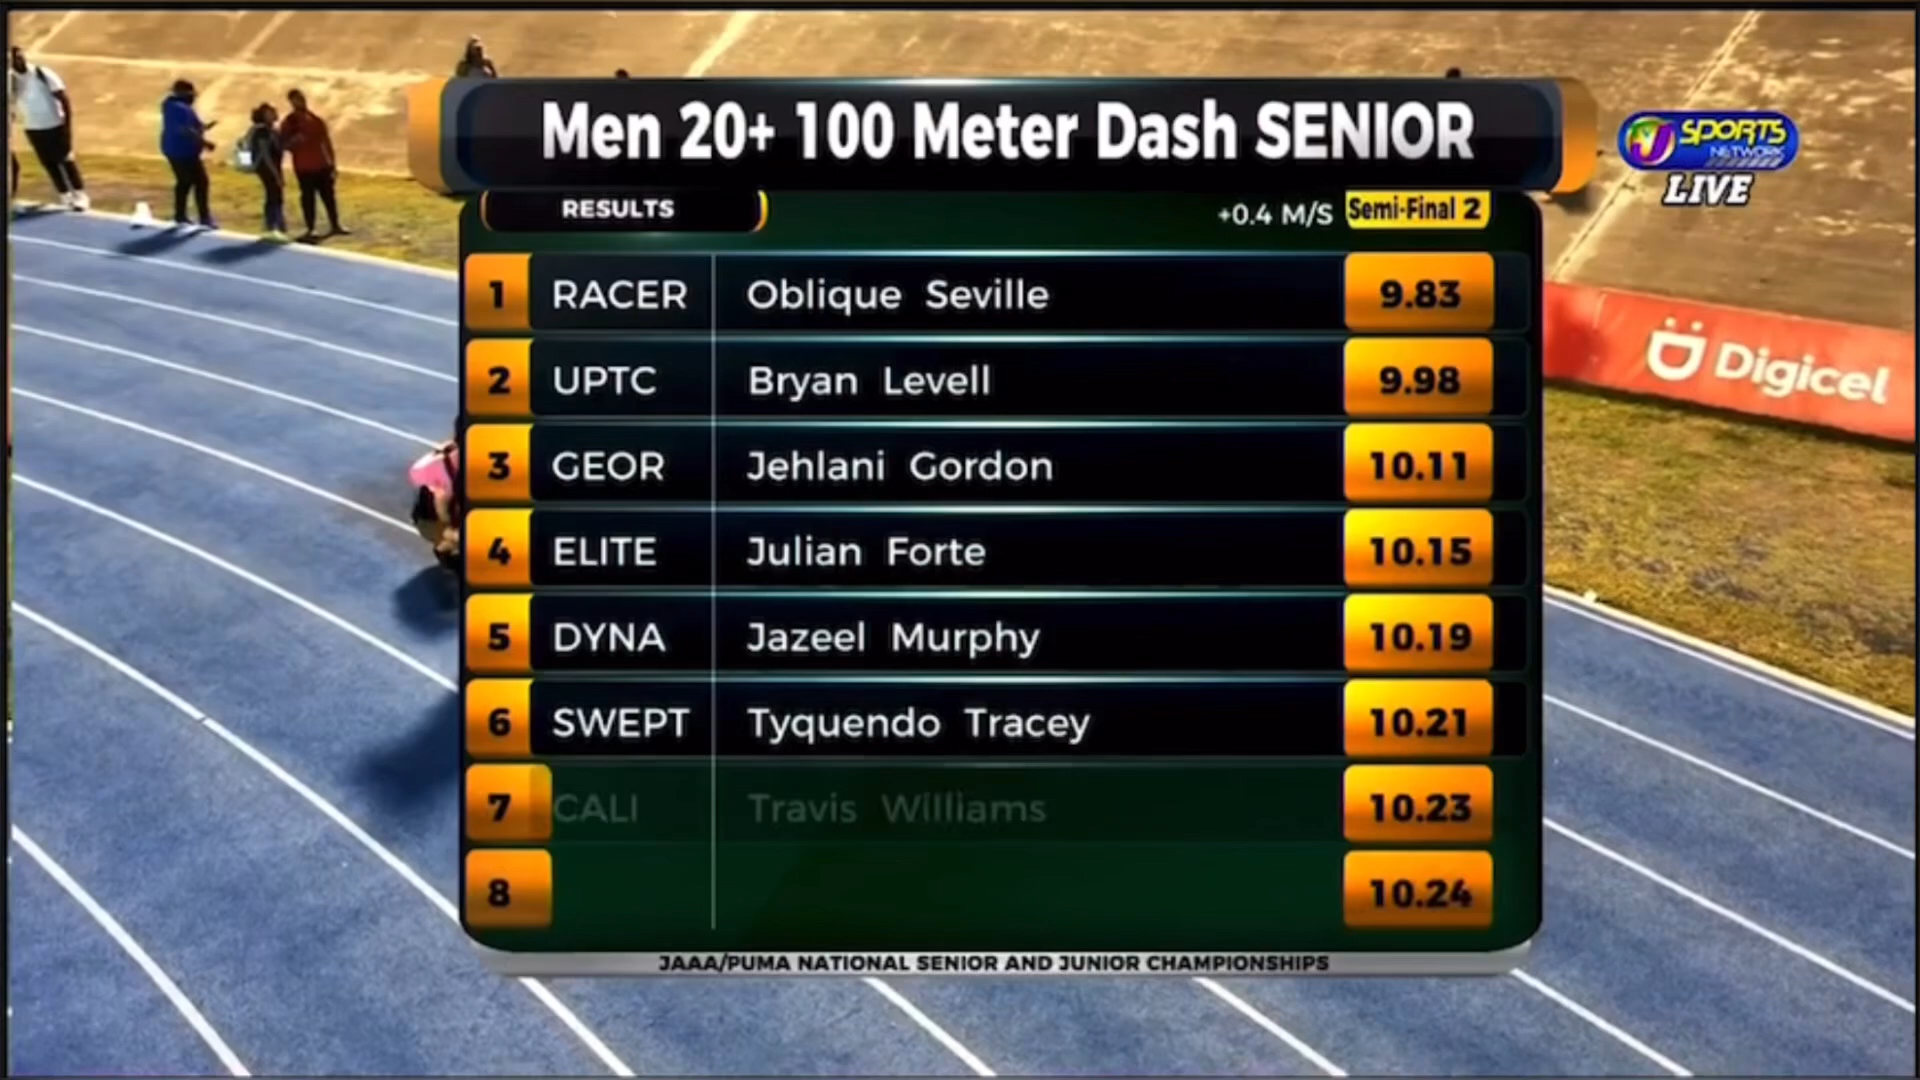 Men 20+ 100 Meter Dash SENIOR
SPORTS
NETWORK
LIVE
RESULTS +0.4 M/S Semi-Final 2
1 RACER Oblique Seville 9.83
2 UPTC Bryan Levell 9.98
3 GEOR Jehlani Gordon 10.11
4 ELITE Julian Forte 10.15
5 DYNA Jazeel Murphy 10.19
6 SWEPT Tyquendo Tracey 10.21
7 CALI Travis Williams 10.23
8 10.24
JAAA/PUMA NATIONAL SENIOR AND JUNIOR CHAMPIONSHIPS
Digicel